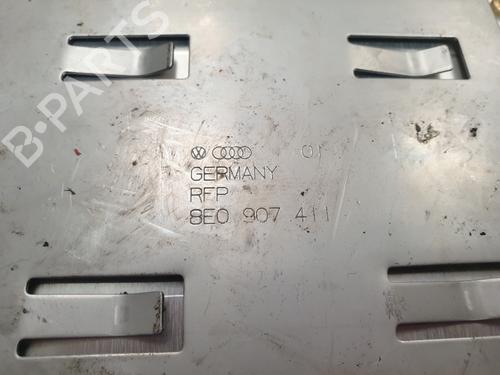 B-PARTS
01
GERMANY
RFP
8E0 907 411